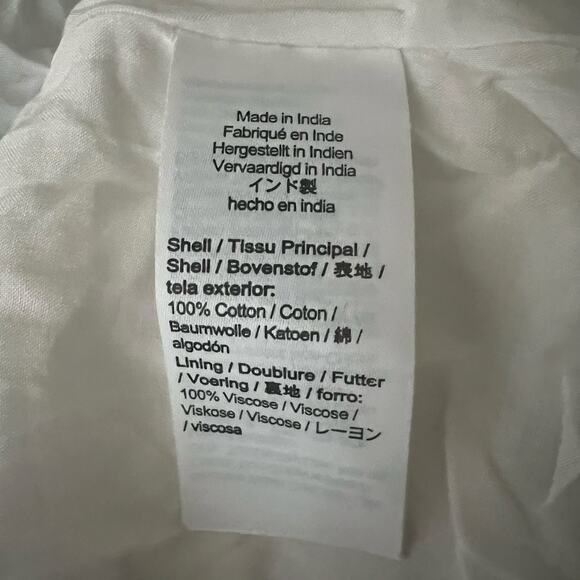 Made in India
Fabriqué en Inde
Hergestellt in Indien
Vervaardigd in India
インド製
hecho en india
Shell / Tissu Principal /
Shell / Bovenstof / 表地 /
tela exterior:
100% Cotton / Coton /
Baumwolle / Katoen / 綿 /
algodón
Lining / Doublure / Futter
/ Voering / 裏地 / forro:
100% Viscose / Viscose /
Viskose / Viscose / レーヨン
/ viscosa